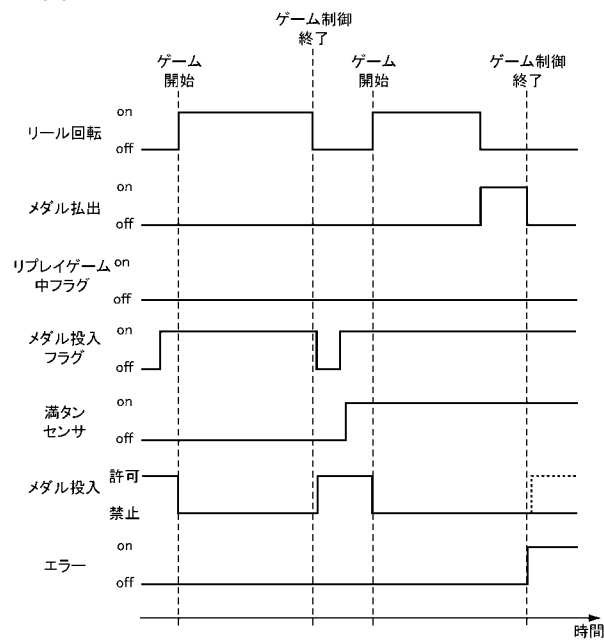 ゲーム制御
終了
ゲーム
開始
ゲーム
開始
ゲーム制御
終了
リール回転
on
off
メダル払出
on
off
リプレイゲーム
中フラグ
on
off
メダル投入
フラグ
on
off
満タン
センサ
on
off
メダル投入
許可
禁止
エラー
on
off
時間